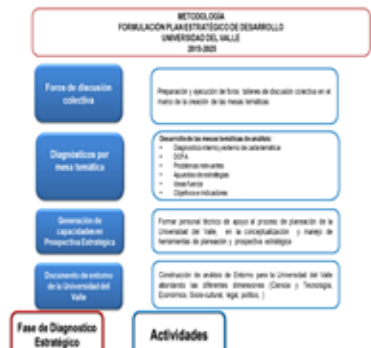 METODOLOGÍA
FORMULACIÓN PLAN ESTRATÉGICO DE DESARROLLO
UNIVERSIDAD DEL VALLE
2015-2025
Foros de discusión
colectiva
Preparación y ejecución de foros talleres de discusión colectiva en el
marco de la creación de las mesas temáticas
Diagnósticos por
mesa temática
Desarrollo de las mesas temáticas de análisis:
• Diagnostico interno y externo de cada temática
• DOFA
• Problemas relevantes
• Apuestas de estrategias
• Ideas fuerza
• Objetivos e indicadores
Generación de
capacidades en
Prospectiva Estratégica
Formar personal técnico de apoyo al proceso de planeación de la
Universidad del Valle, en la conceptualización y manejo de
herramientas de planeación y prospectiva estratégica
Documento de entorno
de la Universidad del
Valle
Construcción de análisis de Entorno para la Universidad del Valle
abordando las diferentes dimensiones (Ciencia y Tecnología,
Económico, Socio-cultural, legal, político, )
Fase de Diagnostico
Estratégico
Actividades